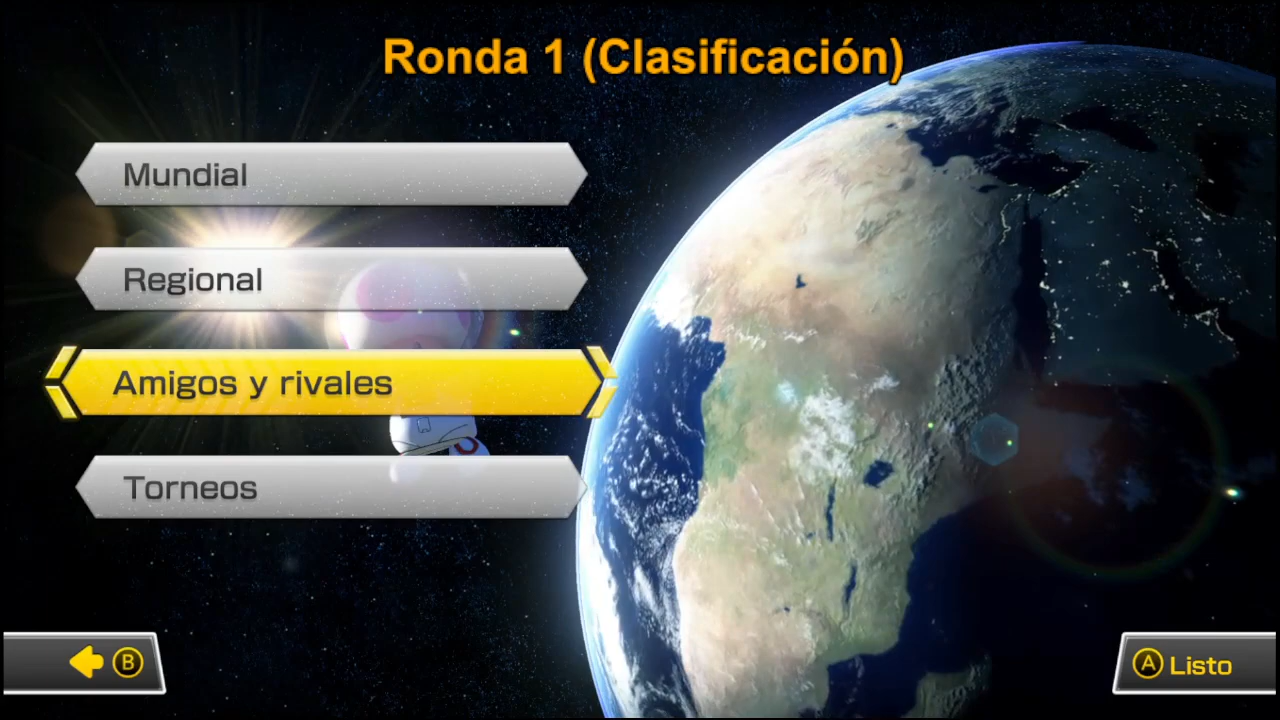 Ronda 1 (Clasificación)
Mundial
Regional
Amigos y rivales
Torneos
B
A Listo